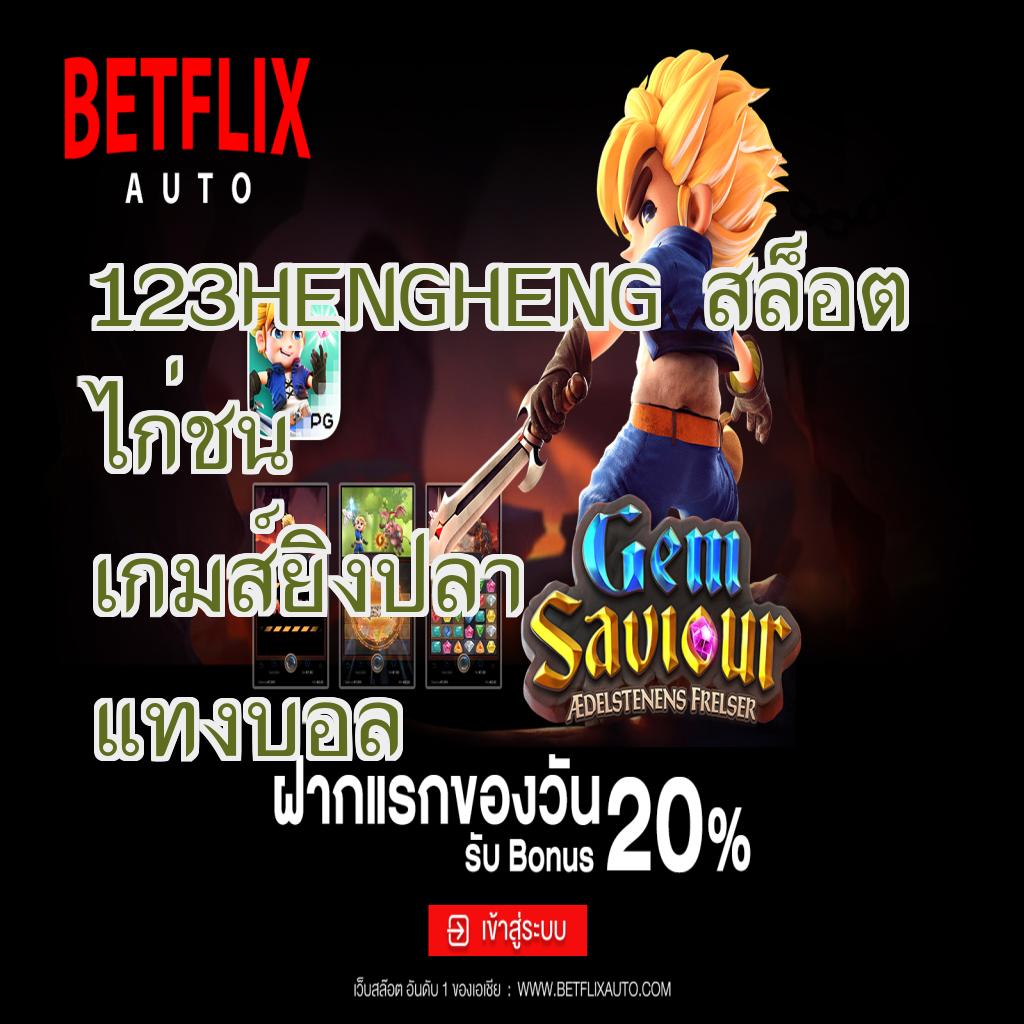 BETFLIX
AUTO
123HENGHENG สล็อต
ไก่ชน
PG
เกมส์ยิงปลา
Gem
Saviour
ÆDELSTENENS FRELSER
แทงบอล
ฝากแรกของวัน
รับ Bonus 20%
เข้าสู่ระบบ
เว็บสล๊อต อันดับ 1 ของเอเชีย : WWW.BETFLIXAUTO.COM